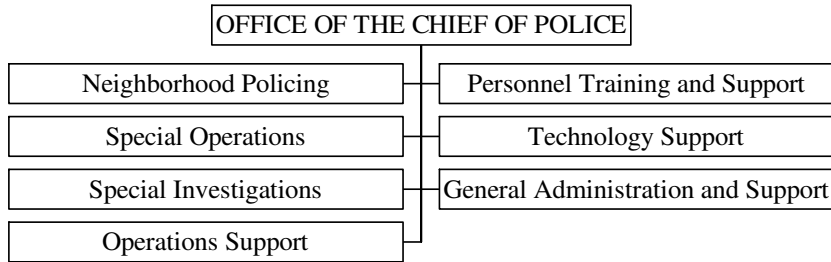 OFFICE OF THE CHIEF OF POLICE
Neighborhood Policing
Personnel Training and Support
Special Operations
Technology Support
Special Investigations
General Administration and Support
Operations Support